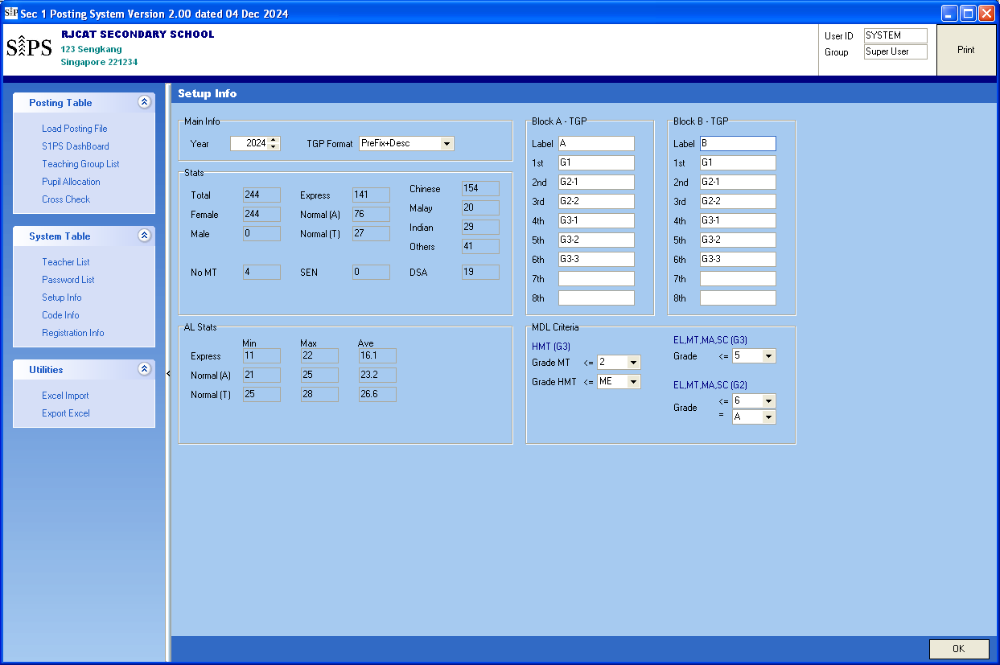 S1PS Sec 1 Posting System Version 2.00 dated 04 Dec 2024
S1PS
RJCAT SECONDARY SCHOOL
123 Sengkang
Singapore 221234
User ID SYSTEM
Group Super User
Print
Posting Table
Load Posting File
S1PS DashBoard
Teaching Group List
Pupil Allocation
Cross Check
System Table
Teacher List
Password List
Setup Info
Code Info
Registration Info
Utilities
Excel Import
Export Excel
Setup Info
Main Info
Year 2024 TGP Format PreFix+Desc
Stats
Total 244 Express 141 Chinese 154
Female 244 Normal (A) 76 Malay 20
Male 0 Normal (T) 27 Indian 29
Others 41
No MT 4 SEN 0 DSA 19
Block A - TGP
Label A
1st G1
2nd G2-1
3rd G2-2
4th G3-1
5th G3-2
6th G3-3
7th
8th
Block B - TGP
Label B
1st G1
2nd G2-1
3rd G2-2
4th G3-1
5th G3-2
6th G3-3
7th
8th
AL Stats
Min Max Ave
Express 11 22 16.1
Normal (A) 21 25 23.2
Normal (T) 25 28 26.6
MDL Criteria
HMT (G3)
Grade MT <= 2
Grade HMT <= ME
EL,MT,MA,SC (G3)
Grade <= 5
EL,MT,MA,SC (G2)
Grade <= 6
= A
OK